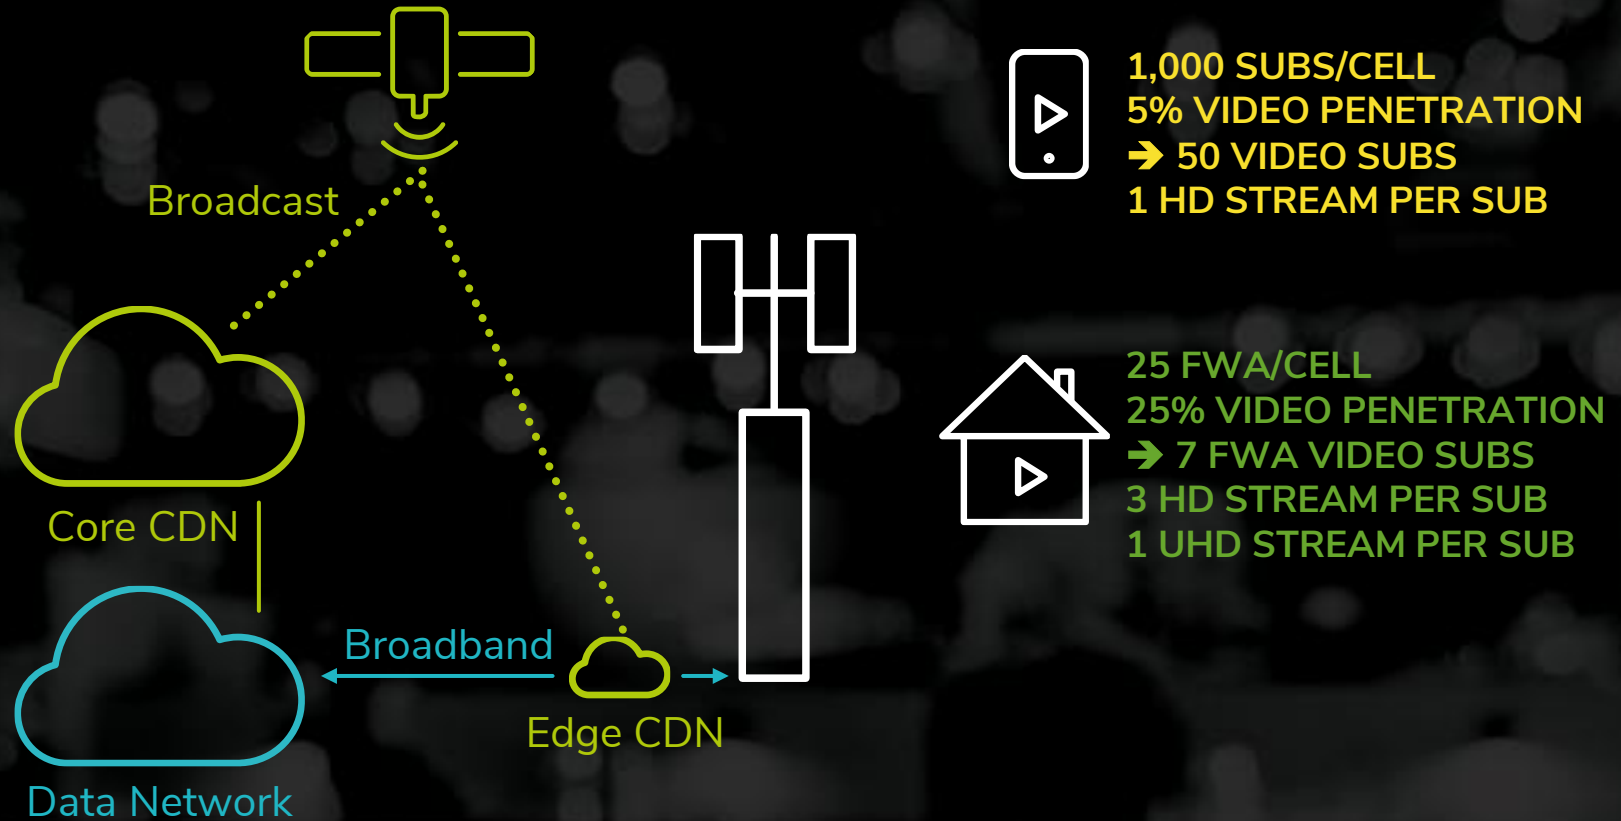 Broadcast
Core CDN
Broadband
Edge CDN
Data Network
1,000 SUBS/CELL
5% VIDEO PENETRATION
➔ 50 VIDEO SUBS
1 HD STREAM PER SUB
25 FWA/CELL
25% VIDEO PENETRATION
➔ 7 FWA VIDEO SUBS
3 HD STREAM PER SUB
1 UHD STREAM PER SUB